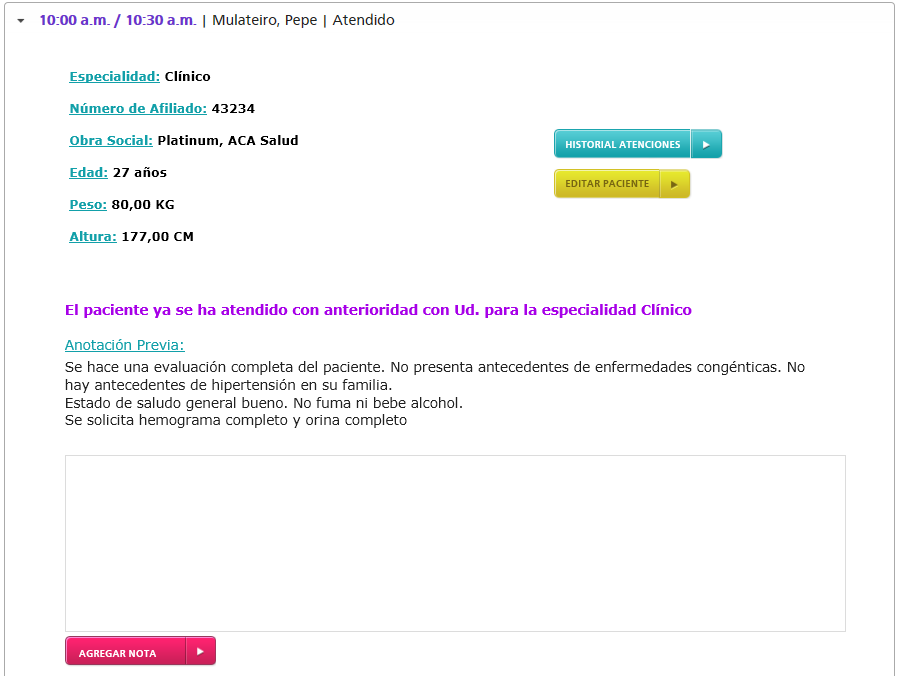 10:00 a.m. / 10:30 a.m. | Mulateiro, Pepe | Atendido
Especialidad: Clínico
Número de Afiliado: 43234
Obra Social: Platinum, ACA Salud
HISTORIAL ATENCIONES
Edad: 27 años
EDITAR PACIENTE
Peso: 80,00 KG
Altura: 177,00 CM
El paciente ya se ha atendido con anterioridad con Ud. para la especialidad Clínico
Anotación Previa:
Se hace una evaluación completa del paciente. No presenta antecedentes de enfermedades congénticas. No
hay antecedentes de hipertensión en su familia.
Estado de saludo general bueno. No fuma ni bebe alcohol.
Se solicita hemograma completo y orina completo
AGREGAR NOTA